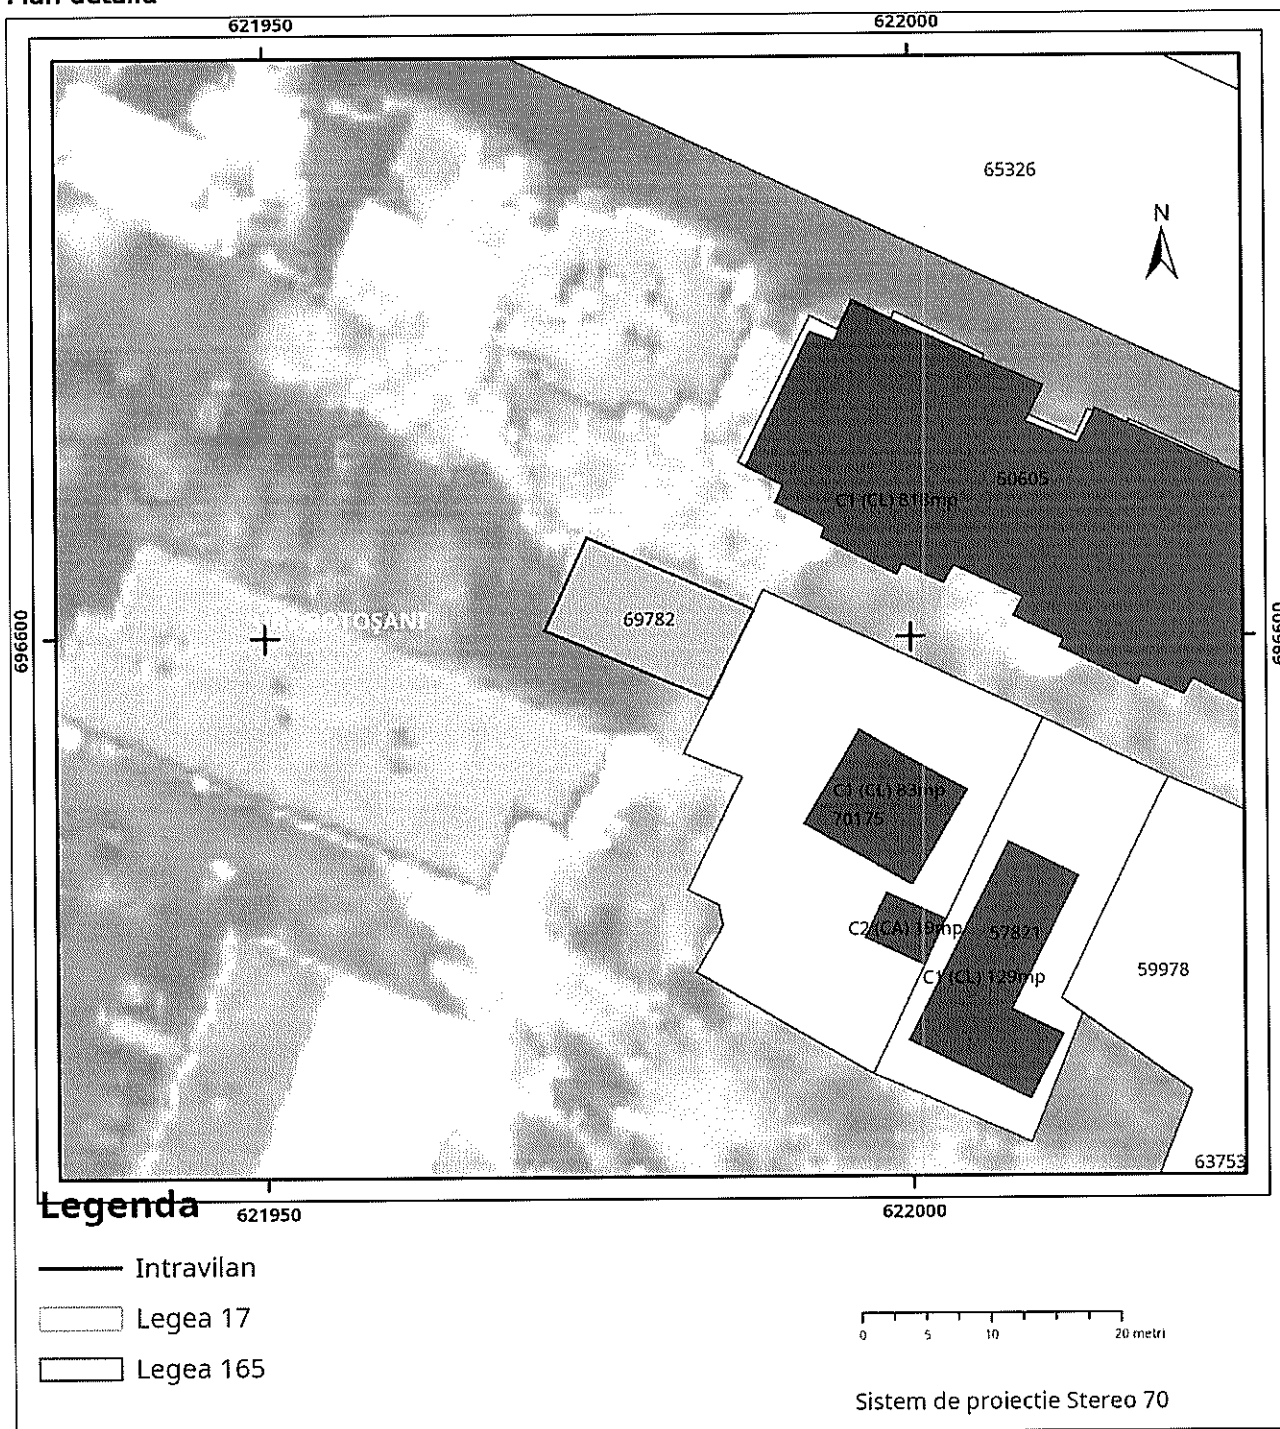 621950
622000
65326
N
60605
C1 (CL) 813mp
69782
696600
696600
C1 (CL) 83mp
70175
C2 (CA) 19mp
57821
C1 (CL) 129mp
59978
63753
Legenda
621950
622000
Intravilan
Legea 17
Legea 165
0 5 10 20 metri
Sistem de proiectie Stereo 70